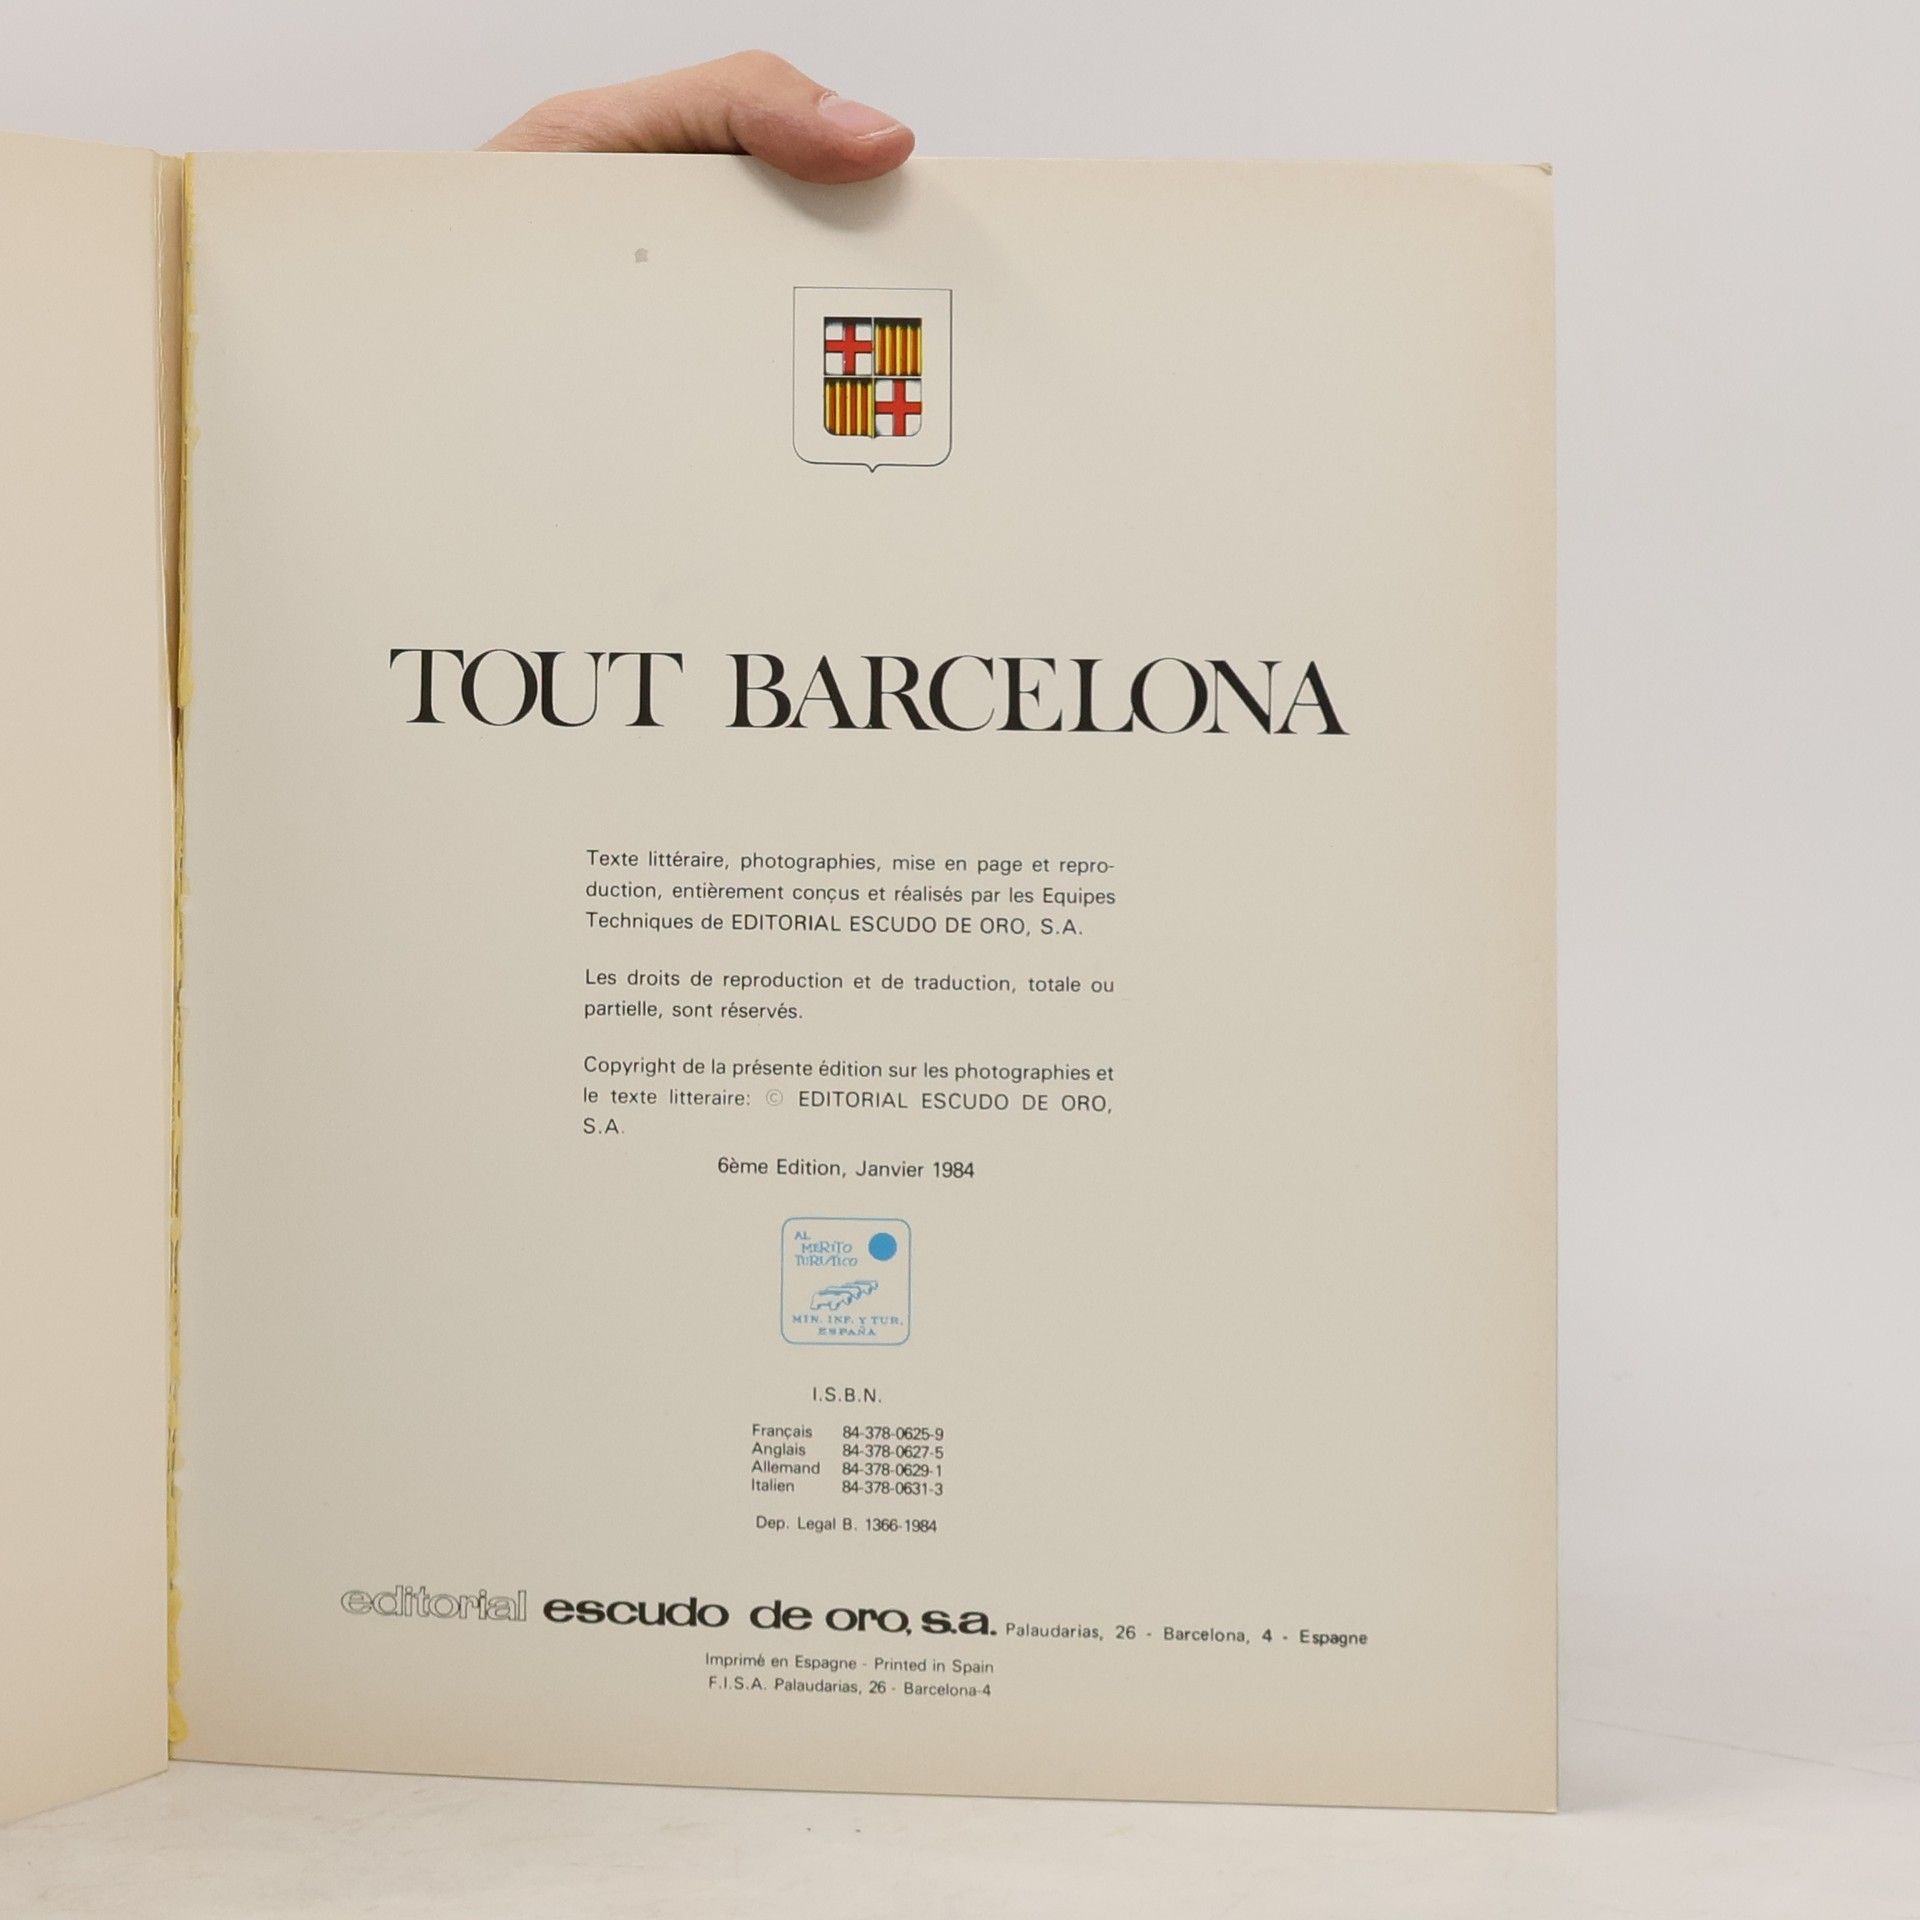 TOUT BARCELONA
Texte littéraire, photographies, mise en page et repro-
duction, entièrement conçus et réalisés par les Equipes
Techniques de EDITORIAL ESCUDO DE ORO, S.A.
Les droits de reproduction et de traduction, totale ou
partielle, sont réservés.
Copyright de la présente édition sur les photographies et
le texte litteraire: © EDITORIAL ESCUDO DE ORO,
S.A.
6ème Edition, Janvier 1984
AL
MERITO
TURISTICO
MIN. INF. Y TUR.
ESPAÑA
I.S.B.N.
Français 84-378-0625-9
Anglais 84-378-0627-5
Allemand 84-378-0629-1
Italien 84-378-0631-3
Dep. Legal B. 1366-1984
editorial escudo de oro, s.a. Palaudarias, 26 - Barcelona, 4 - Espagne
Imprimé en Espagne - Printed in Spain
F.I.S.A. Palaudarias, 26 - Barcelona-4